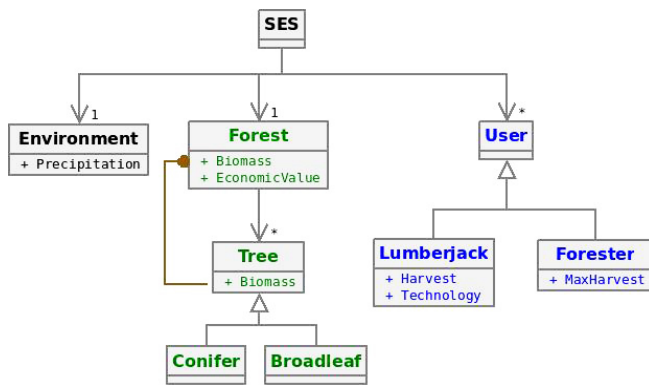 SES
1
1
*
Environment
+ Precipitation
Forest
+ Biomass
+ EconomicValue
User
*
Tree
+ Biomass
Lumberjack
+ Harvest
+ Technology
Forester
+ MaxHarvest
Conifer
Broadleaf